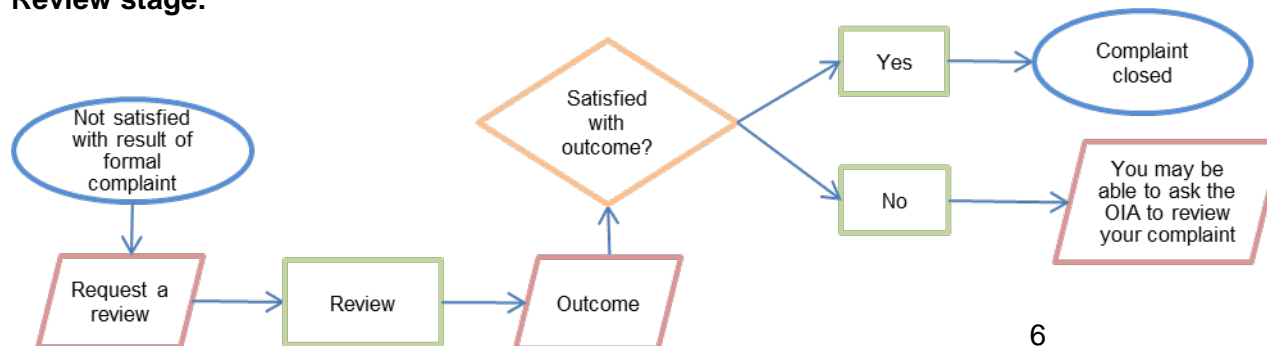 Review stage:
Not satisfied
with result of
formal
complaint
Request a
review
Review
Outcome
Satisfied
with
outcome?
Yes
Complaint
closed
No
You may be
able to ask the
OIA to review
your complaint
6